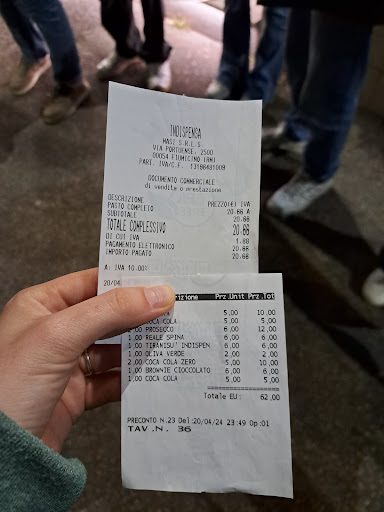 INDISPENSA
MASI S.R.L.S.
VIA PORTUENSE, 2500
00054 FIUMICINO (RM)
PART. IVA/C.F. 13198481009
DOCUMENTO COMMERCIALE
di vendita o prestazione
DESCRIZIONE PREZZO(€) IVA
PASTO COMPLETO 20.66 A
SUBTOTALE 20.66
TOTALE COMPLESSIVO 20.66
DI CUI IVA 1.88
PAGAMENTO ELETTRONICO 20.66
IMPORTO PAGATO 20.66
A: IVA 10.00%
20/04
Prz.Unit Prz.Tot
5,00 10,00
COCA COLA 5,00 5,00
2,00 PROSECCO 6,00 12,00
1,00 REALE SPINA 6,00 6,00
1,00 TIRAMISU' INDISPEN 6,00 6,00
1,00 OLIVA VERDE 2,00 2,00
2,00 COCA COLA ZERO 5,00 10,00
1,00 BROWNIE CIOCCOLATO 6,00 6,00
1,00 COCA COLA 5,00 5,00
Totale EU: 62,00
PRECONTO N.23 Del :20/04/24 23:49 Op:01
TAV.N. 36